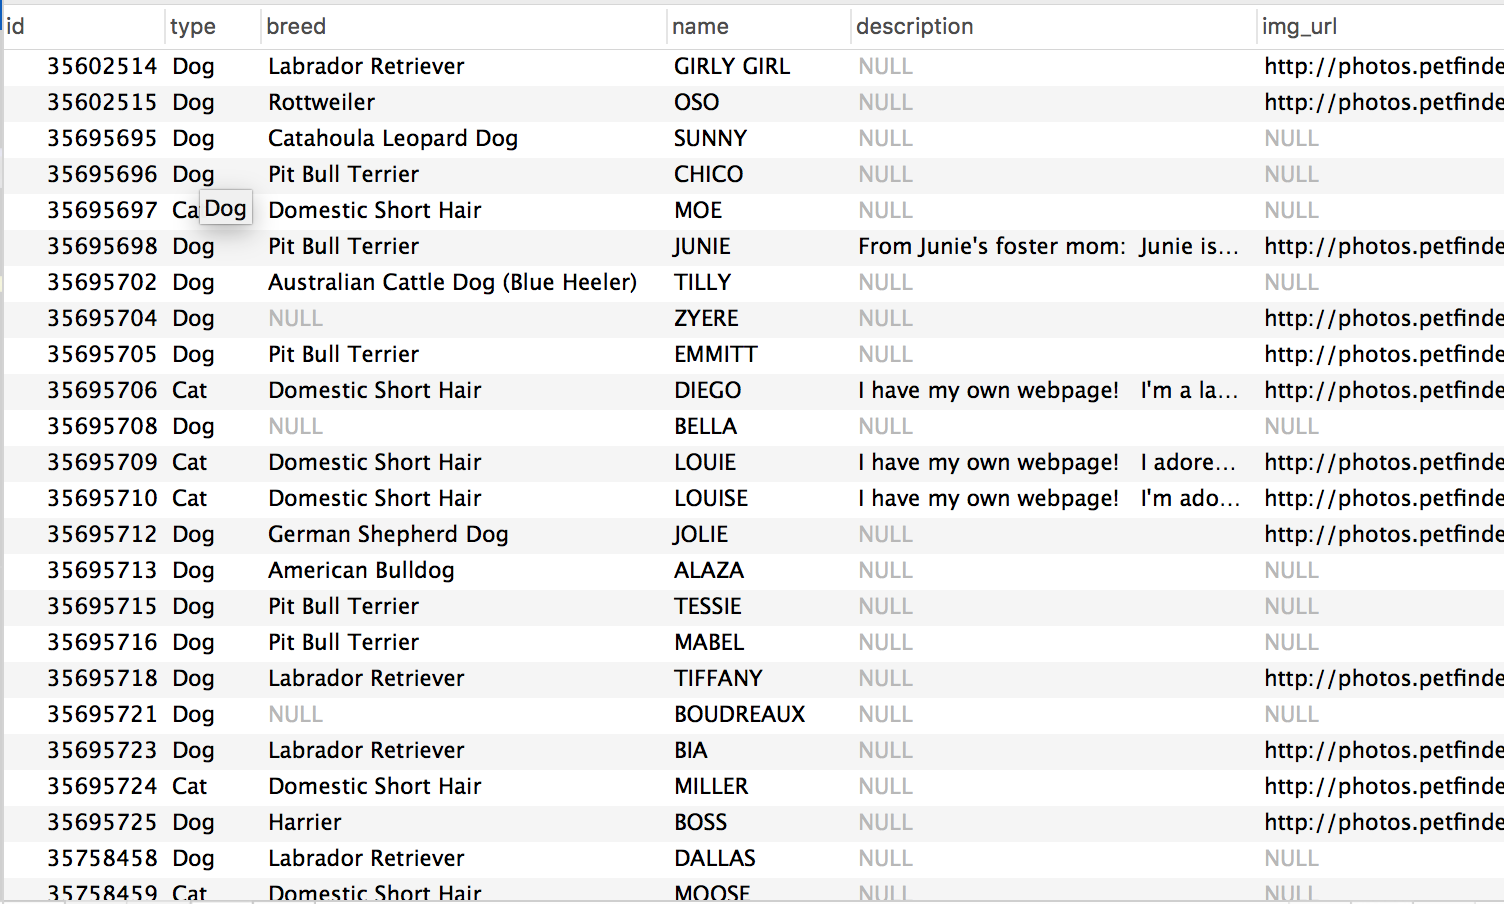 id type breed name description img_url
35602514 Dog Labrador Retriever GIRLY GIRL NULL http://photos.petfinde
35602515 Dog Rottweiler OSO NULL http://photos.petfinde
35695695 Dog Catahoula Leopard Dog SUNNY NULL NULL
35695696 Dog Pit Bull Terrier CHICO NULL NULL
35695697 Ca Dog Domestic Short Hair MOE NULL NULL
35695698 Dog Pit Bull Terrier JUNIE From Junie's foster mom: Junie is... http://photos.petfinde
35695702 Dog Australian Cattle Dog (Blue Heeler) TILLY NULL NULL
35695704 Dog NULL ZYERE NULL http://photos.petfinde
35695705 Dog Pit Bull Terrier EMMITT NULL http://photos.petfinde
35695706 Cat Domestic Short Hair DIEGO I have my own webpage! I'm a la... http://photos.petfinde
35695708 Dog NULL BELLA NULL NULL
35695709 Cat Domestic Short Hair LOUIE I have my own webpage! I adore... http://photos.petfinde
35695710 Cat Domestic Short Hair LOUISE I have my own webpage! I'm ado... http://photos.petfinde
35695712 Dog German Shepherd Dog JOLIE NULL http://photos.petfinde
35695713 Dog American Bulldog ALAZA NULL NULL
35695715 Dog Pit Bull Terrier TESSIE NULL NULL
35695716 Dog Pit Bull Terrier MABEL NULL NULL
35695718 Dog Labrador Retriever TIFFANY NULL http://photos.petfinde
35695721 Dog NULL BOUDREAUX NULL NULL
35695723 Dog Labrador Retriever BIA NULL http://photos.petfinde
35695724 Cat Domestic Short Hair MILLER NULL http://photos.petfinde
35695725 Dog Harrier BOSS NULL http://photos.petfinde
35758458 Dog Labrador Retriever DALLAS NULL NULL
35758459 Cat Domestic Short Hair MOOSE NULL NULL